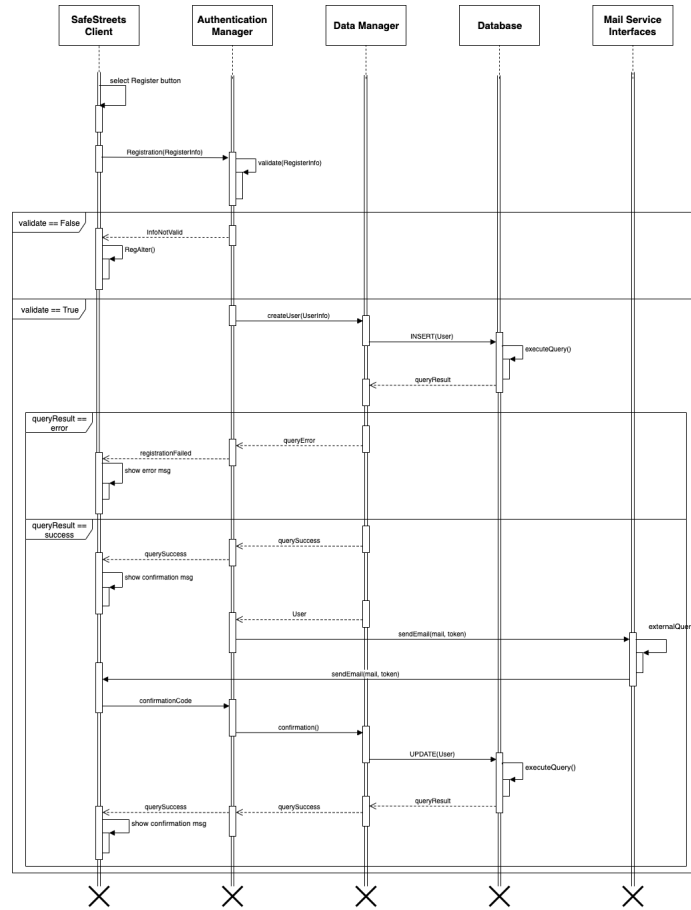 SafeStreets
Client
Authentication
Manager
Data Manager
Database
Mail Service
Interfaces
select Register button
Registration(RegisterInfo)
validate(RegisterInfo)
validate == False
InfoNotValid
RegAlter()
validate == True
createUser(UserInfo)
INSERT(User)
executeQuery()
queryResult
queryResult ==
error
queryError
registrationFailed
show error msg
queryResult ==
success
querySuccess
querySuccess
show confirmation msg
User
sendEmail(mail, token)
externalQuer
sendEmail(mail, token)
confirmationCode
confirmation()
UPDATE(User)
executeQuery()
querySuccess
querySuccess
queryResult
show confirmation msg